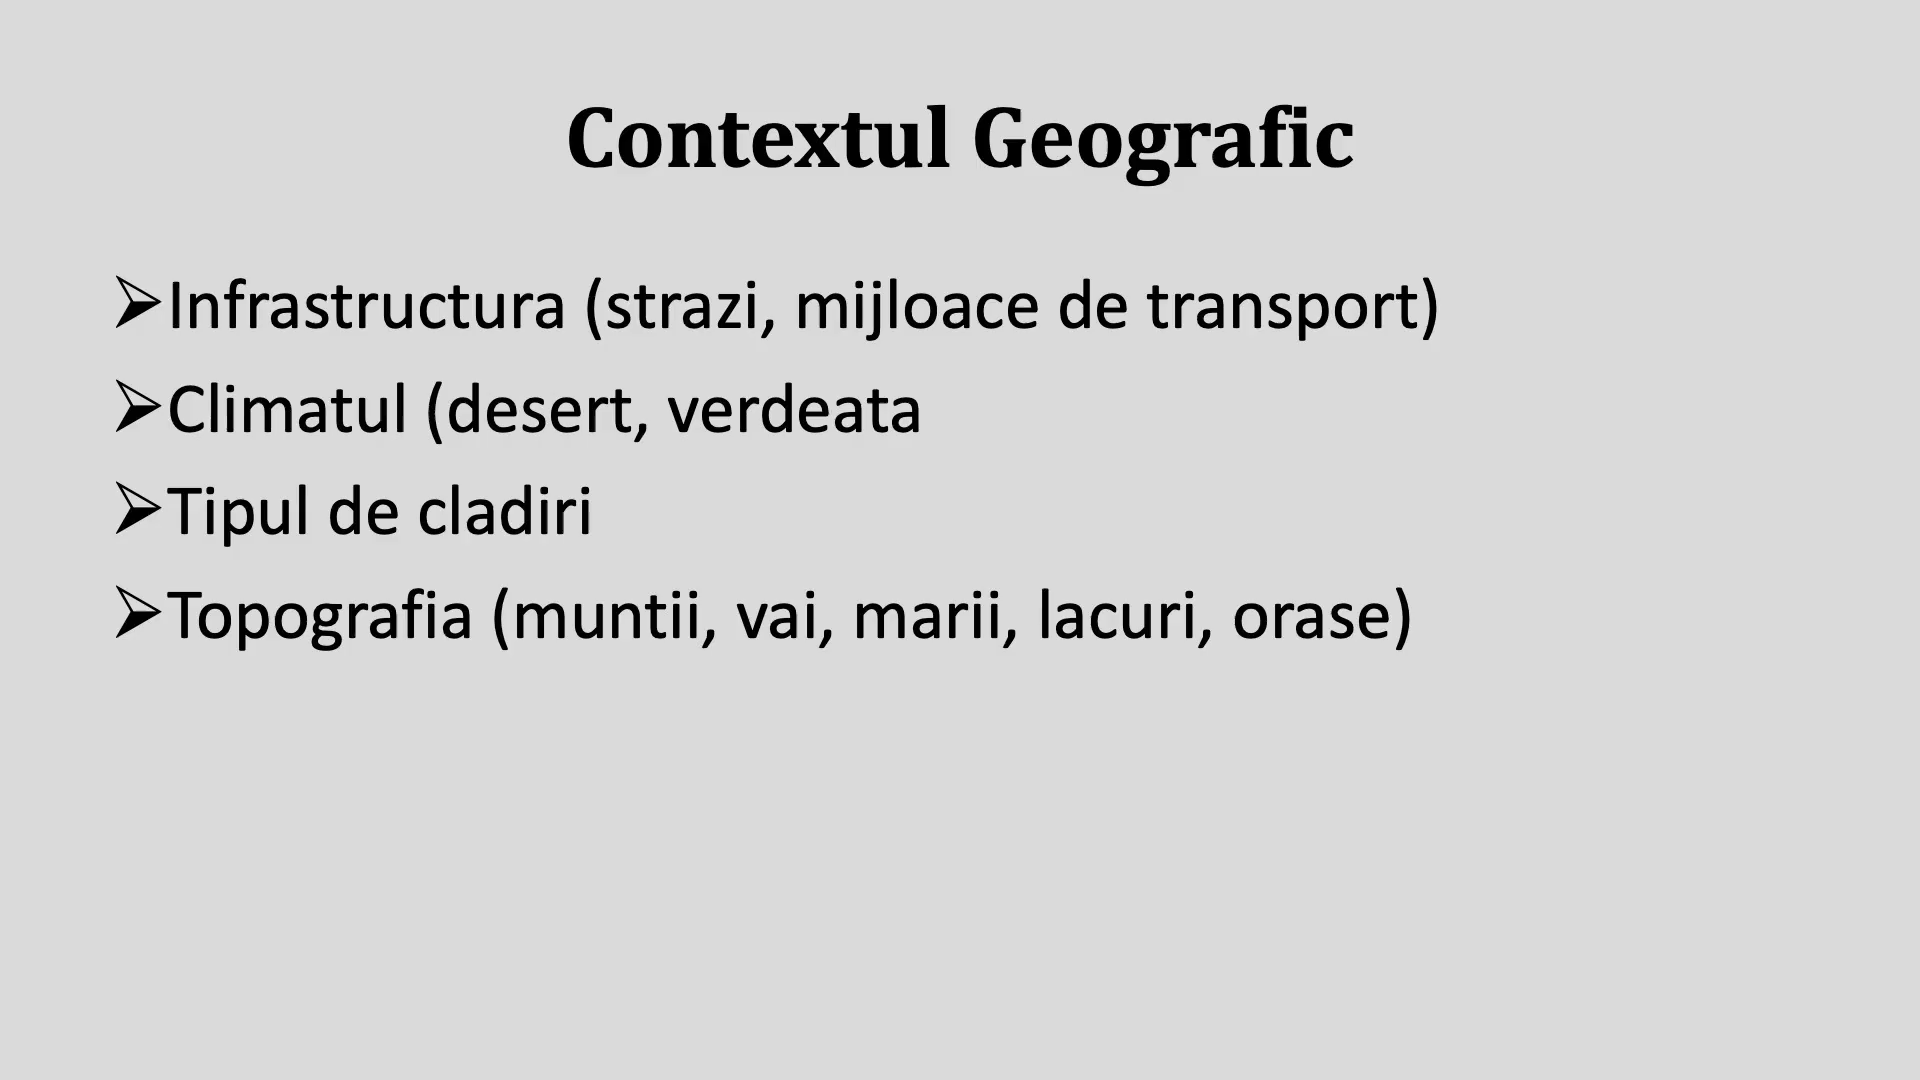 Contextul Geografic
➢Infrastructura (strazi, mijloace de transport)
➢Climatul (desert, verdeata
➢Tipul de cladiri
➢Topografia (muntii, vai, marii, lacuri, orase)